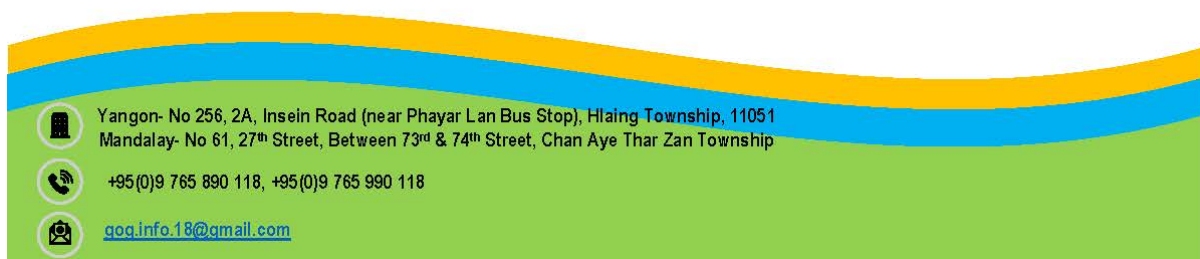 Yangon- No 256, 2A, Insein Road (near Phayar Lan Bus Stop), Hlaing Township, 11051
Mandalay- No 61, 27th Street, Between 73rd & 74th Street, Chan Aye Thar Zan Township
+95(0)9 765 890 118, +95(0)9 765 990 118
gog.info.18@gmail.com